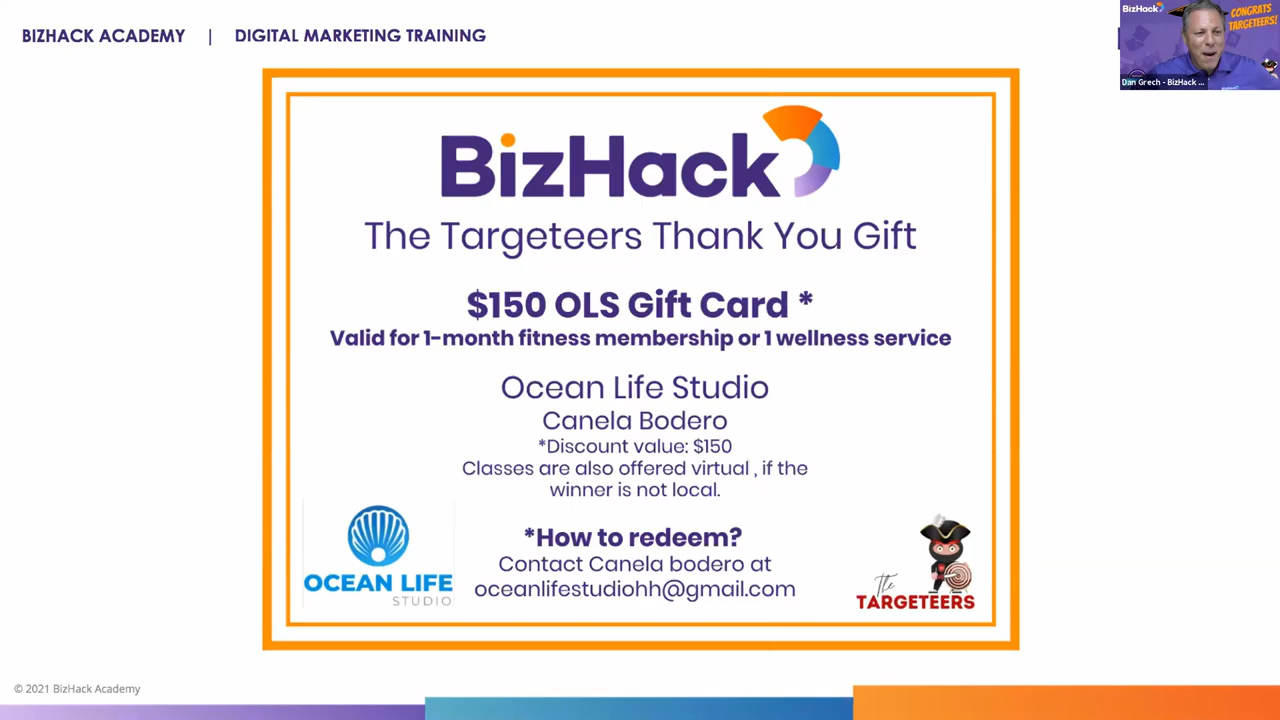 BIZHACK ACADEMY | DIGITAL MARKETING TRAINING
BizHack
CONGRATS
TARGETEERS!
Dan Grech - BizHack ...
BizHack
The Targeteers Thank You Gift
$150 OLS Gift Card *
Valid for 1-month fitness membership or 1 wellness service
Ocean Life Studio
Canela Bodero
*Discount value: $150
Classes are also offered virtual , if the
winner is not local.
*How to redeem?
Contact Canela bodero at
oceanlifestudiohh@gmail.com
OCEAN LIFE
STUDIO
The
TARGETEERS
© 2021 BizHack Academy